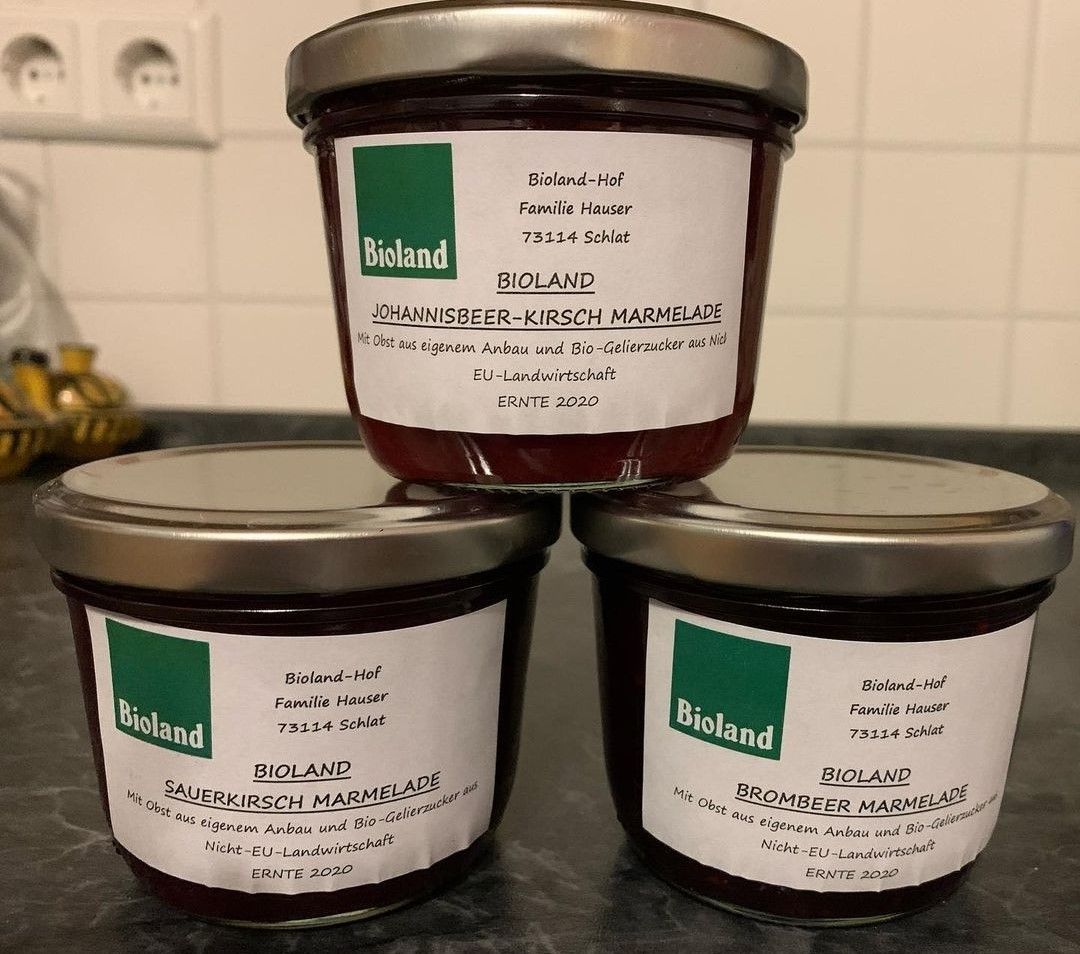 Bioland
Bioland-Hof
Familie Hauser
73114 Schlat
BIOLAND
JOHANNISBEER-KIRSCH MARMELADE
Mit Obst aus eigenem Anbau und Bio-Gelierzucker aus
EU-Landwirtschaft
ERNTE 2020
Bioland
Bioland-Hof
Familie Hauser
73114 Schlat
BIOLAND
SAUERKIRSCH MARMELADE
Mit Obst aus eigenem Anbau und Bio-Gelierzucker aus
Nicht-EU-Landwirtschaft
ERNTE 2020
Bioland
Bioland-Hof
Familie Hauser
73114 Schlat
BIOLAND
BROMBEER MARMELADE
Mit Obst aus eigenem Anbau und Bio-Gelierzucker aus
Nicht-EU-Landwirtschaft
ERNTE 2020